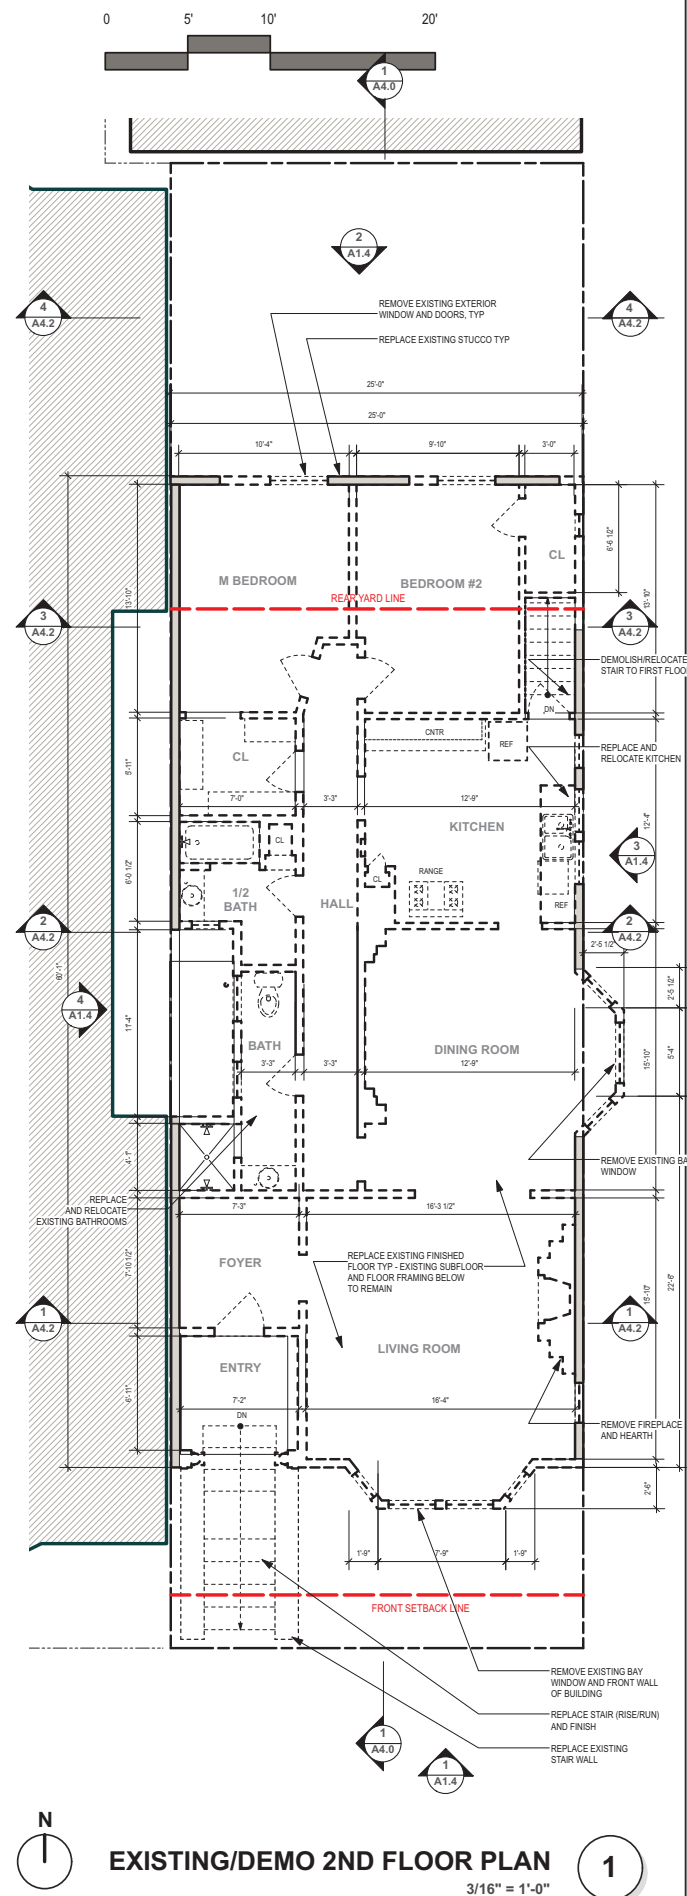 0 5' 10' 20'
1
A4.0
2
A1.4
4
A4.2
4
A4.2
REMOVE EXISTING EXTERIOR
WINDOW AND DOORS, TYP
REPLACE EXISTING STUCCO TYP
25'-0"
25'-0"
10'-4" 9'-10" 3'-0"
6'-6 1/2"
13'-10"
13'-10"
CL
M BEDROOM
BEDROOM #2
REAR YARD LINE
3
A4.2
3
A4.2
DEMOLISH/RELOCATE
STAIR TO FIRST FLOO
DN
CNTR
REF
REPLACE AND
RELOCATE KITCHEN
CL
5'-11"
7'-0" 3'-3" 12'-9"
12'-4"
KITCHEN
CL
3
A1.4
6'-0 1/2"
1/2
BATH
HALL
CL
RANGE
REF
2
A4.2
2
A4.2
2'-5 1/2"
60'-1"
4
A1.4
11'-4"
2'-5 1/2"
BATH
DINING ROOM
15'-10"
5'-4"
3'-3" 3'-3" 12'-9"
4'-1"
REMOVE EXISTING BA
WINDOW
REPLACE
AND RELOCATE
EXISTING BATHROOMS
7'-3" 16'-3 1/2"
7'-10 1/2"
FOYER
REPLACE EXISTING FINISHED
FLOOR TYP - EXISTING SUBFLOOR
AND FLOOR FRAMING BELOW
TO REMAIN
15'-10"
22'-6"
1
A4.2
1
A4.2
LIVING ROOM
ENTRY
6'-11"
7'-2" 16'-4"
DN
REMOVE FIREPLACE
AND HEARTH
2'-6"
1'-9" 7'-9" 1'-9"
FRONT SETBACK LINE
REMOVE EXISTING BAY
WINDOW AND FRONT WALL
OF BUILDING
REPLACE STAIR (RISE/RUN)
AND FINISH
REPLACE EXISTING
STAIR WALL
1
A4.0
1
A1.4
N
EXISTING/DEMO 2ND FLOOR PLAN
1
3/16" = 1'-0"